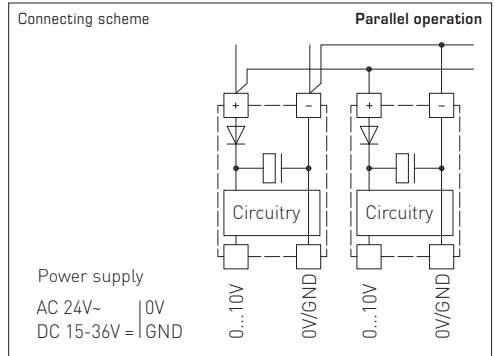 Connecting scheme
Parallel operation
+ − + −
Circuitry Circuitry
Power supply
AC 24V~ |0V
DC 15-36V = |GND
0...10V
0V/GND
0...10V
0V/GND